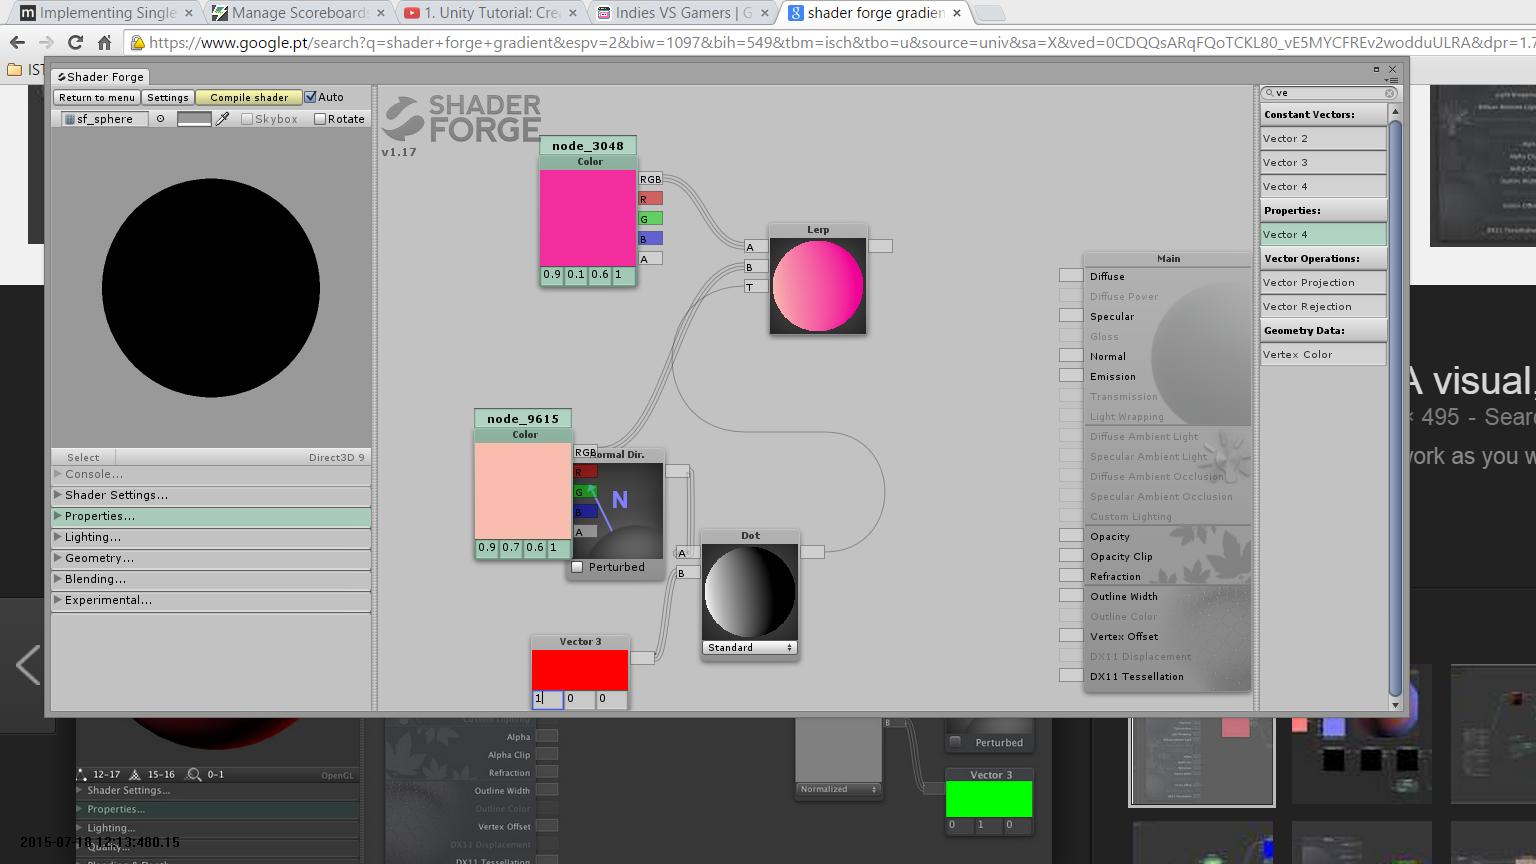 Implementing Single
Manage Scoreboards
1. Unity Tutorial: Cre
Indies VS Gamers | G
shader forge gradien
https://www.google.pt/search?q=shader+forge+gradient&espv=2&biw=1097&bih=549&tbm=isch&tbo=u&source=univ&sa=X&ved=0CDQQsARqFQoTCKL80_vE5MYCFREv2wodduULRA&dpr=1.7
IST
Shader Forge
Return to menu
Settings
Compile shader
Auto
sf_sphere
Skybox
Rotate
SHADER
FORGE
v1.17
ve
Constant Vectors:
Vector 2
Vector 3
Vector 4
Properties:
Vector 4
Vector Operations:
Vector Projection
Vector Rejection
Geometry Data:
Vertex Color
node_3048
Color
RGB
R
G
B
A
0.9 0.1 0.6 1
Lerp
A
B
T
node_9615
Color
RGB
R
G
B
A
0.9 0.7 0.6 1
ormal Dir.
N
Perturbed
Dot
A
B
Standard
Vector 3
1 0 0
Main
Diffuse
Diffuse Power
Specular
Gloss
Normal
Emission
Transmission
Light Wrapping
Diffuse Ambient Light
Specular Ambient Light
Diffuse Ambient Occlusion
Specular Ambient Occlusion
Custom Lighting
Opacity
Opacity Clip
Refraction
Outline Width
Outline Color
Vertex Offset
DX11 Displacement
DX11 Tessellation
Select
Direct3D 9
Console...
Shader Settings...
Properties...
Lighting...
Geometry...
Blending...
Experimental...
A visual,
× 495 - Searc
work as you w
12-17 15-16 0-1
OpenGL
Shader Settings...
Properties...
Lighting...
Quality...
2015-07-18 12:13:480.15
Custom Lighting
Alpha
Alpha Clip
Refraction
Outline Width
Outline Color
Vertex Offset
DX11 Displacement
DX11 Tessellation
B
Normalized
Perturbed
Vector 3
0 1 0